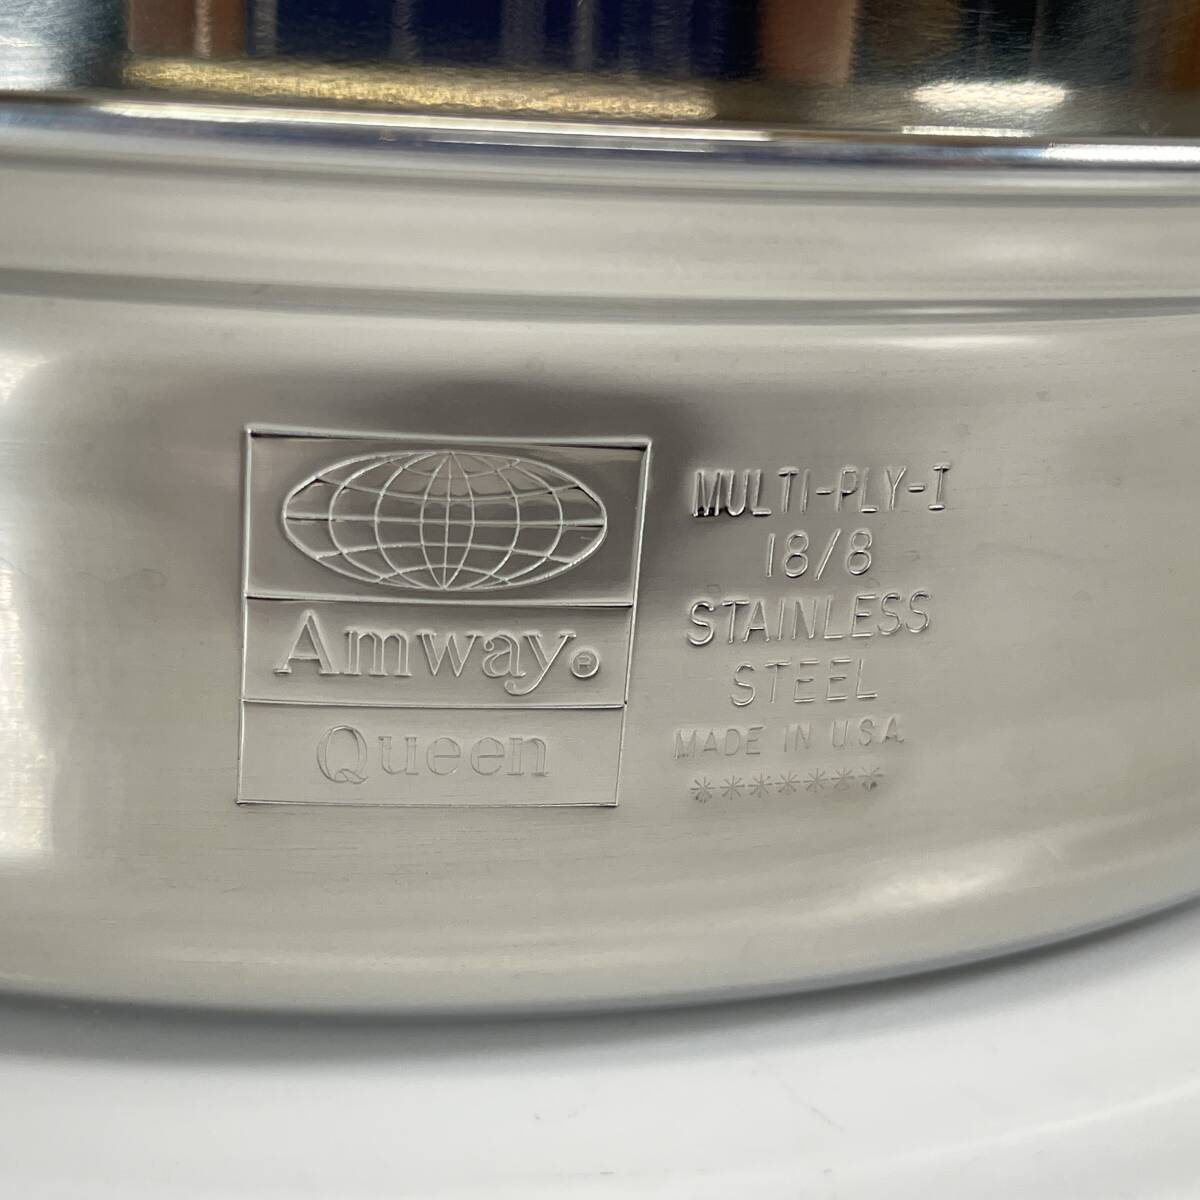 Amway®
Queen
MULTI-PLY-I
18/8
STAINLESS
STEEL
MADE IN U.S.A.
*******